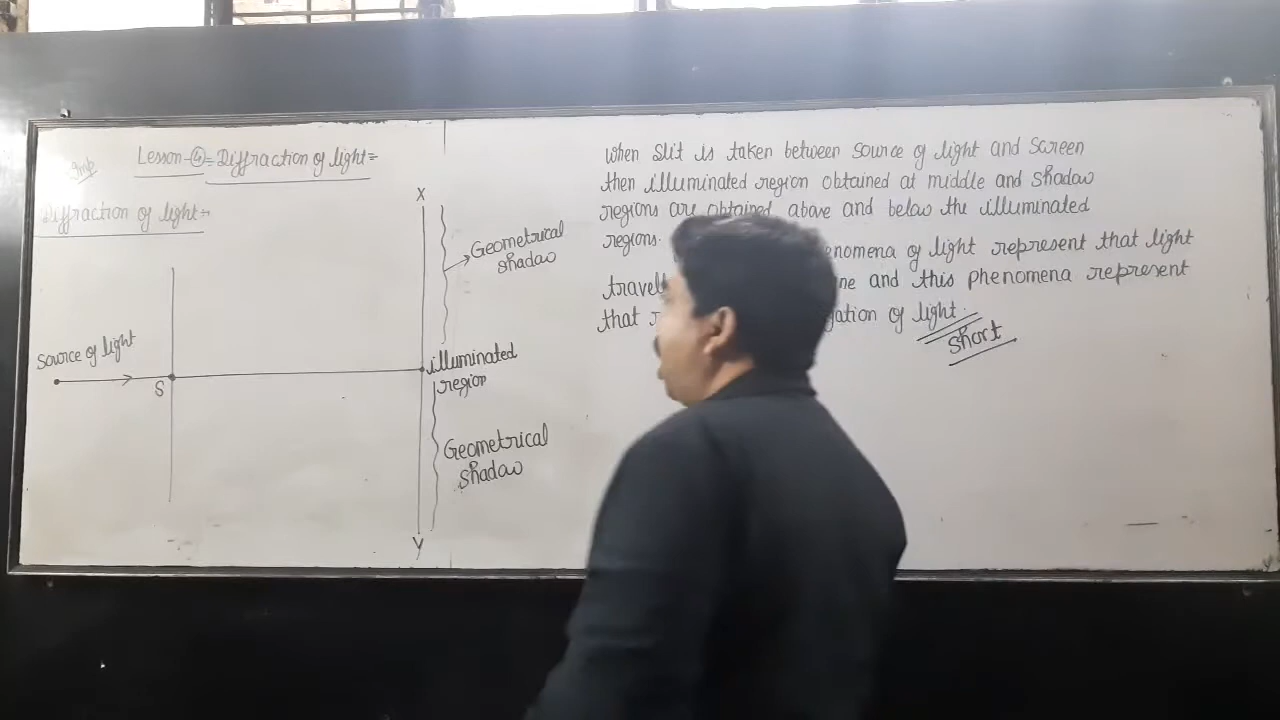 Imp
Lesson-④= Diffraction of light=
Diffraction of light=
X
Geometrical
shadow
Source of light
S
illuminated
region
Geometrical
shadow
Y
When Slit is taken between source of light and Screen
then illuminated region obtained at middle and Shadow
regions are obtained above and below the illuminated
regions.
enomena of light represent that light
travel
ne and this phenomena represent
that
gation of light.
Short